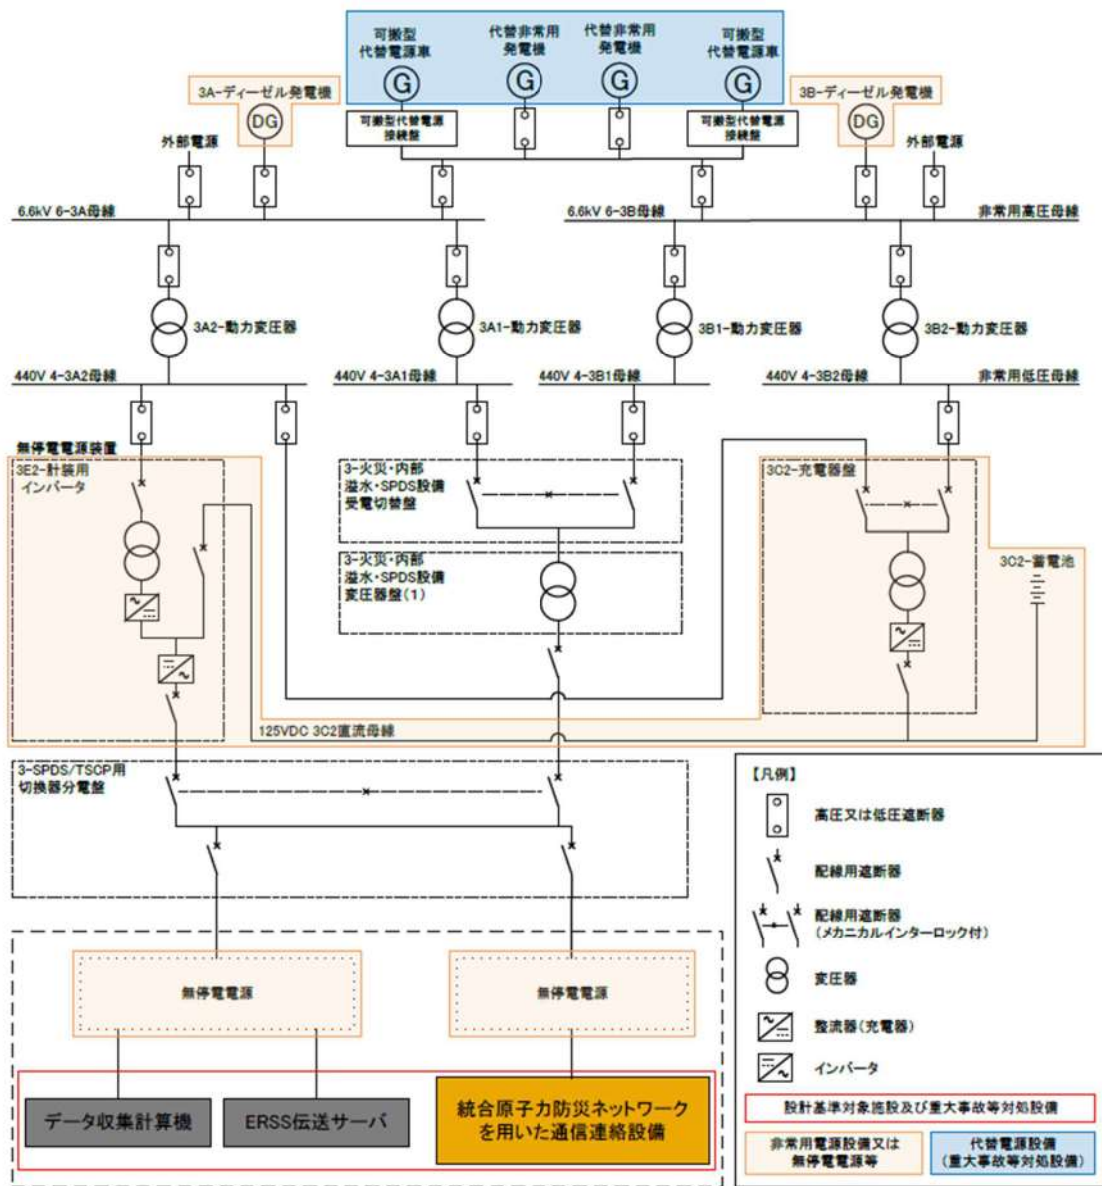 可搬型
代替電源車
代替非常用
発電機
代替非常用
発電機
可搬型
代替電源車
G
G
G
G
3A-ディーゼル発電機
3B-ディーゼル発電機
DG
DG
可搬型代替電源
接続盤
可搬型代替電源
接続盤
外部電源
外部電源
6.6kV 6-3A母線
6.6kV 6-3B母線
非常用高圧母線
3A2-動力変圧器
3A1-動力変圧器
3B1-動力変圧器
3B2-動力変圧器
440V 4-3A2母線
440V 4-3A1母線
440V 4-3B1母線
440V 4-3B2母線
非常用低圧母線
無停電電源装置
3E2-計装用
インバータ
3-火災・内部
溢水・SPDS設備
受電切替盤
3C2-充電器盤
3-火災・内部
溢水・SPDS設備
変圧器盤(1)
3C2-蓄電池
125VDC 3C2直流母線
3-SPDS/TSCP用
切換器分電盤
無停電電源
無停電電源
データ収集計算機
ERSS伝送サーバ
統合原子力防災ネットワーク
を用いた通信連絡設備
【凡例】
高圧又は低圧遮断器
配線用遮断器
配線用遮断器
(メカニカルインターロック付)
変圧器
整流器(充電器)
インバータ
設計基準対象施設及び重大事故等対処設備
非常用電源設備又は
無停電電源等
代替電源設備
(重大事故等対処設備)